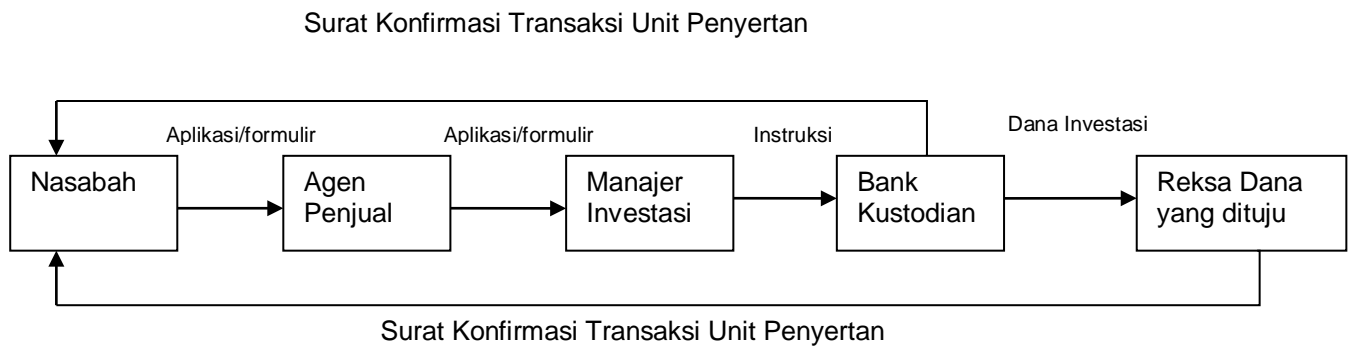 Surat Konfirmasi Transaksi Unit Penyertan
Aplikasi/formulir
Aplikasi/formulir
Instruksi
Dana Investasi
Nasabah
Agen
Penjual
Manajer
Investasi
Bank
Kustodian
Reksa Dana
yang dituju
Surat Konfirmasi Transaksi Unit Penyertan